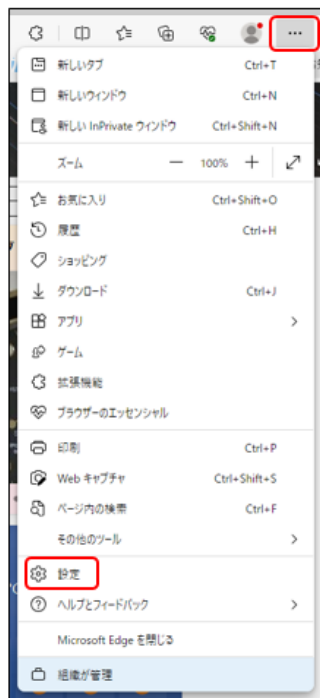 新しいタブ Ctrl+T
新しいウィンドウ Ctrl+N
新しい InPrivate ウィンドウ Ctrl+Shift+N
ズーム 100%
お気に入り Ctrl+Shift+O
履歴 Ctrl+H
ショッピング
ダウンロード Ctrl+J
アプリ
ゲーム
拡張機能
ブラウザーのエッセンシャル
印刷 Ctrl+P
Web キャプチャ Ctrl+Shift+S
ページ内の検索 Ctrl+F
その他のツール
設定
ヘルプとフィードバック
Microsoft Edge を閉じる
組織が管理